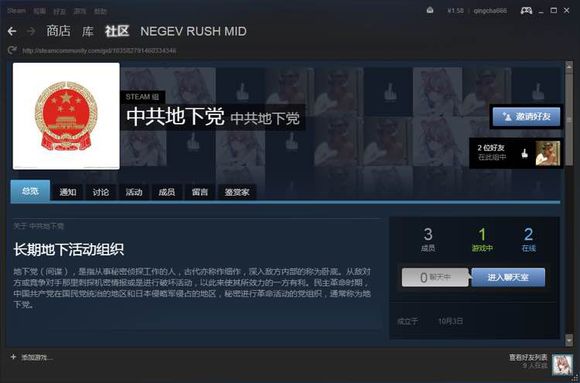 Steam 视图 好友 游戏 帮助
¥1.58 qingcha666
商店 库 社区 NEGEV RUSH MID
http://steamcommunity.com/gid/103582791460334346
STEAM 组
中共地下党 中共地下党
邀请好友
2 位好友
在此组中
总览 通知 讨论 活动 成员 留言 鉴赏家
关于 中共地下党
长期地下活动组织
地下党（间谍），是指从事秘密侦探工作的人，古代亦称作细作，深入敌方内部的称为卧底。从敌对
方或竞争对手那里刺探机密情报或是进行破坏活动，以此来使其所效力的一方有利。民主革命时期，
中国共产党在国民党统治的地区和日本侵略军侵占的地区，秘密进行革命活动的党组织，通常称为地
下党。
3 1 2
成员 游戏中 在线
0 聊天中 进入聊天室
成立于 10月3日
+ 添加游戏...
查看好友列表
9 人在线